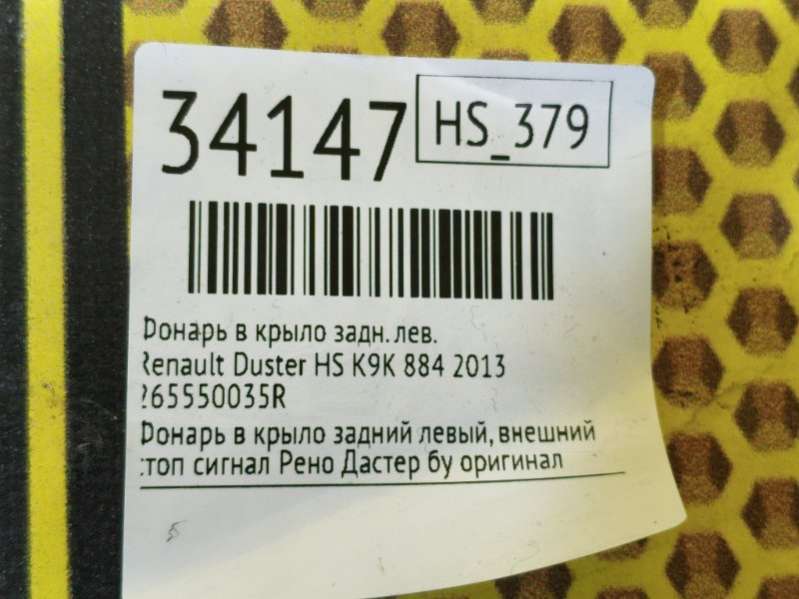 34147
HS_379
Фонарь в крыло задн. лев.
Renault Duster HS K9K 884 2013
265550035R
Фонарь в крыло задний левый, внешний
стоп сигнал Рено Дастер бу оригинал